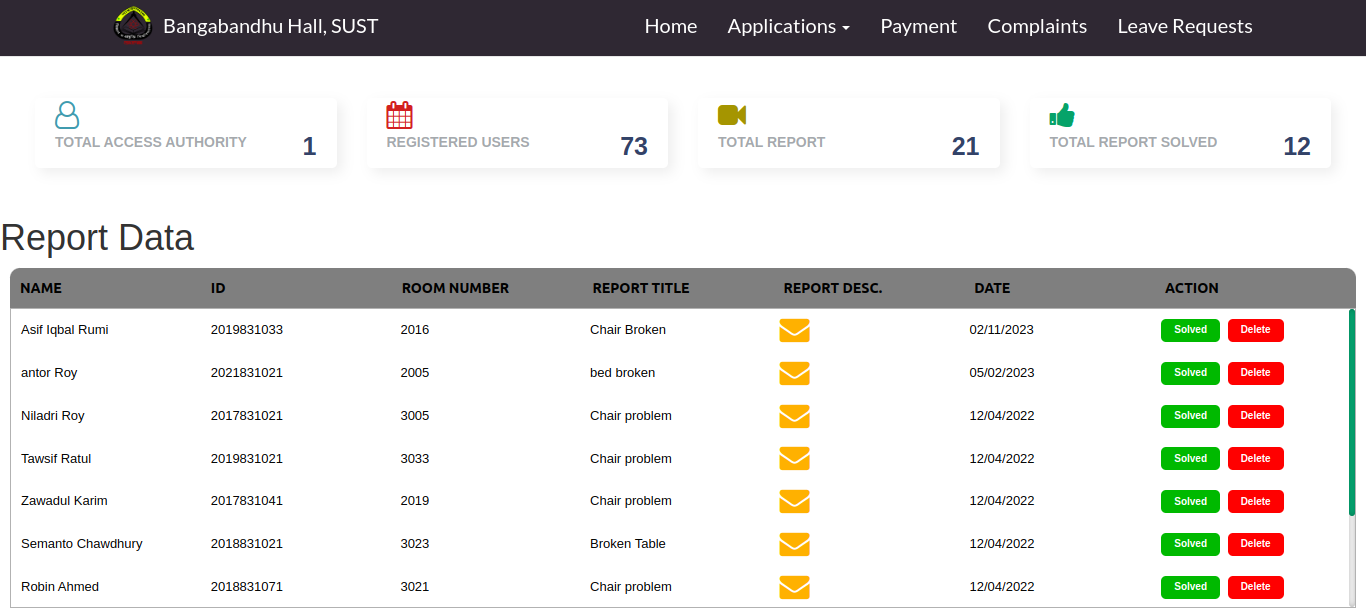 Bangabandhu Hall, SUST Home Applications Payment Complaints Leave Requests
TOTAL ACCESS AUTHORITY 1 REGISTERED USERS 73 TOTAL REPORT 21 TOTAL REPORT SOLVED 12
Report Data
NAME ID ROOM NUMBER REPORT TITLE REPORT DESC. DATE ACTION
Asif Iqbal Rumi 2019831033 2016 Chair Broken 02/11/2023 Solved Delete
antor Roy 2021831021 2005 bed broken 05/02/2023 Solved Delete
Niladri Roy 2017831021 3005 Chair problem 12/04/2022 Solved Delete
Tawsif Ratul 2019831021 3033 Chair problem 12/04/2022 Solved Delete
Zawadul Karim 2017831041 2019 Chair problem 12/04/2022 Solved Delete
Semanto Chawdhury 2018831021 3023 Broken Table 12/04/2022 Solved Delete
Robin Ahmed 2018831071 3021 Chair problem 12/04/2022 Solved Delete